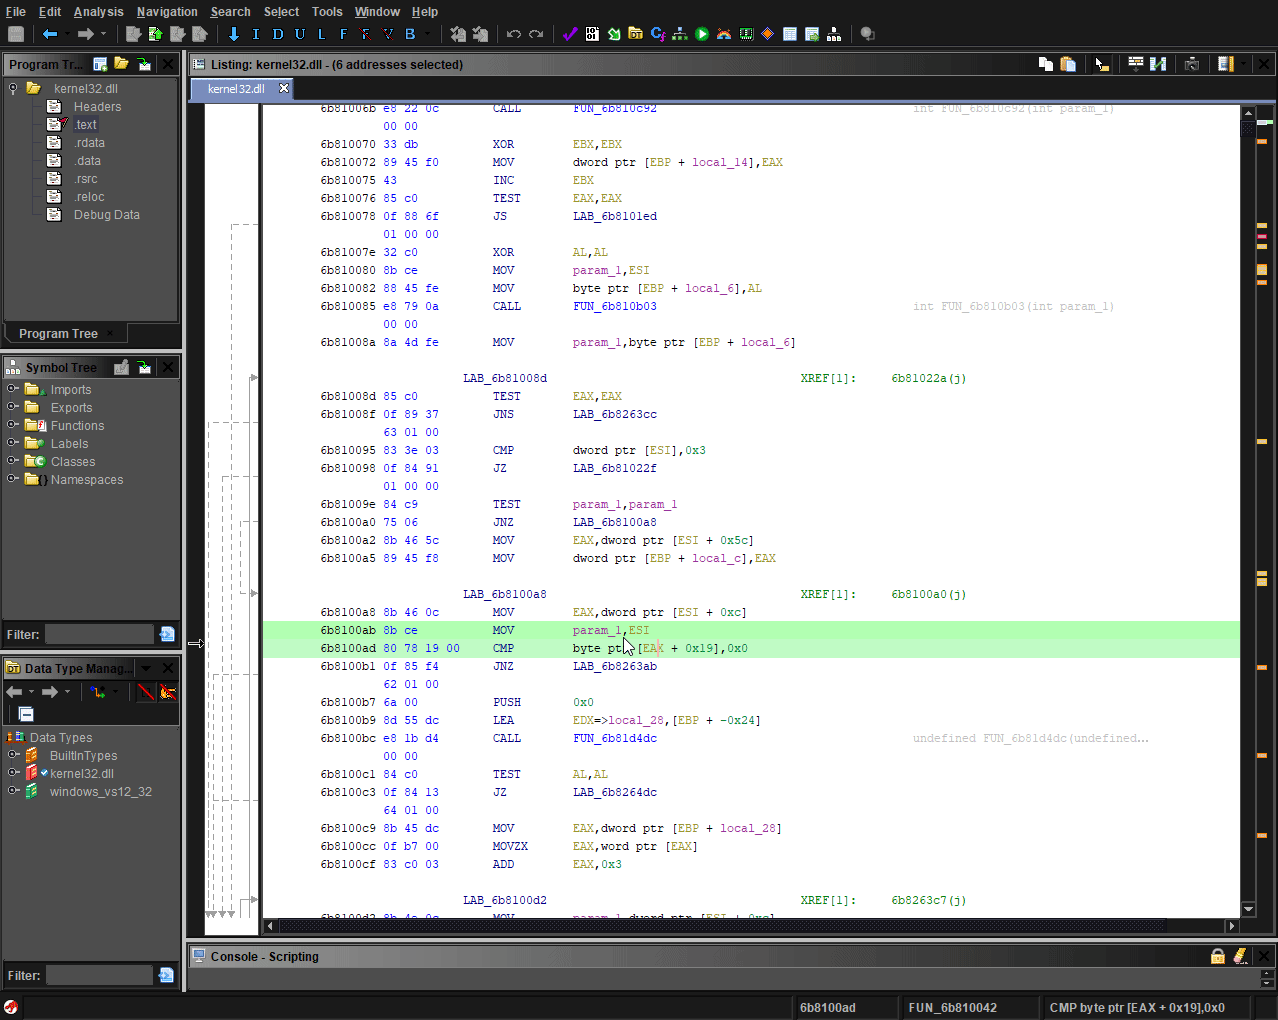 File Edit Analysis Navigation Search Select Tools Window Help
I D U L F F V B
Program Tr...
kernel32.dll
Headers
.text
.rdata
.data
.rsrc
.reloc
Debug Data
Program Tree
Symbol Tree
Imports
Exports
Functions
Labels
Classes
Namespaces
Filter:
Data Type Manag...
Data Types
BuiltInTypes
kernel32.dll
windows_vs12_32
Filter:
Listing: kernel32.dll - (6 addresses selected)
kernel32.dll
6b81006b e8 22 0c CALL FUN_6b810c92 int FUN_6b810c92(int param_1)
00 00
6b810070 33 db XOR EBX,EBX
6b810072 89 45 f0 MOV dword ptr [EBP + local_14],EAX
6b810075 43 INC EBX
6b810076 85 c0 TEST EAX,EAX
6b810078 0f 88 6f JS LAB_6b8101ed
01 00 00
6b81007e 32 c0 XOR AL,AL
6b810080 8b ce MOV param_1,ESI
6b810082 88 45 fe MOV byte ptr [EBP + local_6],AL
6b810085 e8 79 0a CALL FUN_6b810b03 int FUN_6b810b03(int param_1)
00 00
6b81008a 8a 4d fe MOV param_1,byte ptr [EBP + local_6]
LAB_6b81008d XREF[1]: 6b81022a(j)
6b81008d 85 c0 TEST EAX,EAX
6b81008f 0f 89 37 JNS LAB_6b8263cc
63 01 00
6b810095 83 3e 03 CMP dword ptr [ESI],0x3
6b810098 0f 84 91 JZ LAB_6b81022f
01 00 00
6b81009e 84 c9 TEST param_1,param_1
6b8100a0 75 06 JNZ LAB_6b8100a8
6b8100a2 8b 46 5c MOV EAX,dword ptr [ESI + 0x5c]
6b8100a5 89 45 f8 MOV dword ptr [EBP + local_c],EAX
LAB_6b8100a8 XREF[1]: 6b8100a0(j)
6b8100a8 8b 46 0c MOV EAX,dword ptr [ESI + 0xc]
6b8100ab 8b ce MOV param_1,ESI
6b8100ad 80 78 19 00 CMP byte ptr [EAX + 0x19],0x0
6b8100b1 0f 85 f4 JNZ LAB_6b8263ab
62 01 00
6b8100b7 6a 00 PUSH 0x0
6b8100b9 8d 55 dc LEA EDX=>local_28,[EBP + -0x24]
6b8100bc e8 1b d4 CALL FUN_6b81d4dc undefined FUN_6b81d4dc(undefined...
00 00
6b8100c1 84 c0 TEST AL,AL
6b8100c3 0f 84 13 JZ LAB_6b8264dc
64 01 00
6b8100c9 8b 45 dc MOV EAX,dword ptr [EBP + local_28]
6b8100cc 0f b7 00 MOVZX EAX,word ptr [EAX]
6b8100cf 83 c0 03 ADD EAX,0x3
LAB_6b8100d2 XREF[1]: 6b8263c7(j)
6b8100d2 8b 4e 0c MOV param_1,dword ptr [ESI + 0xc]
Console - Scripting
6b8100ad FUN_6b810042 CMP byte ptr [EAX + 0x19],0x0